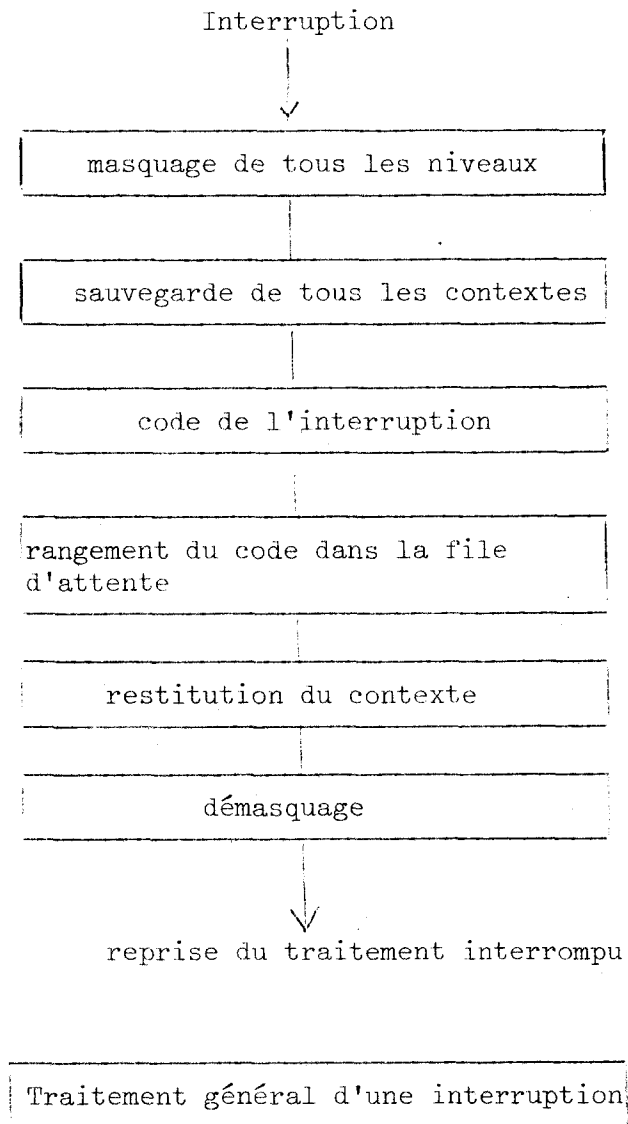 Interruption
masquage de tous les niveaux
sauvegarde de tous les contextes
code de l'interruption
rangement du code dans la file
d'attente
restitution du contexte
démasquage
reprise du traitement interrompu
Traitement général d'une interruption